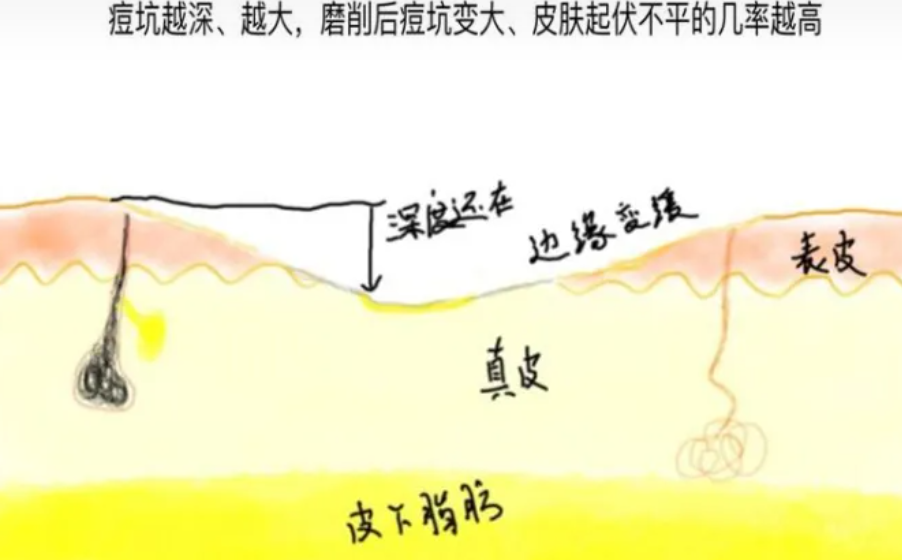 痘坑越深、越大，磨削后痘坑变大、皮肤起伏不平的几率越高
深度还在
边缘变缓
表皮
真皮
皮下脂肪